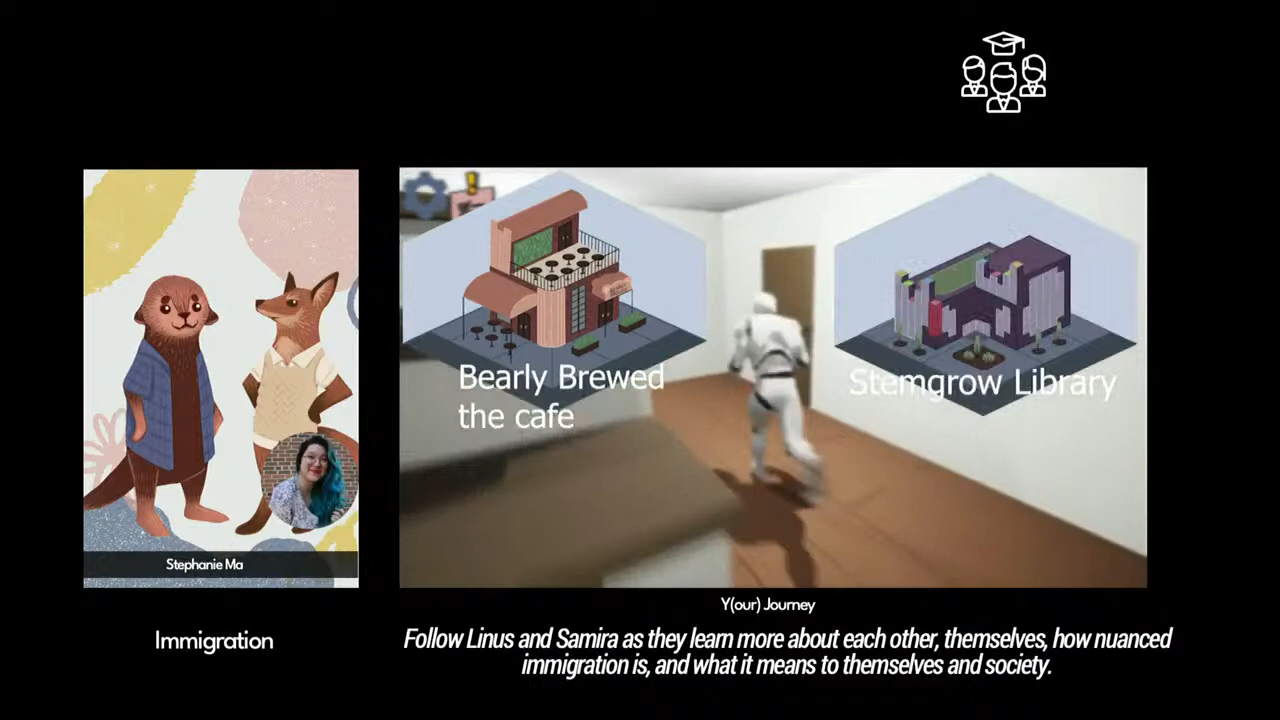 Bearly Brewed
the cafe
Stemgrow Library
Stephanie Ma
Y(our) Journey
Immigration
Follow Linus and Samira as they learn more about each other, themselves, how nuanced
immigration is, and what it means to themselves and society.